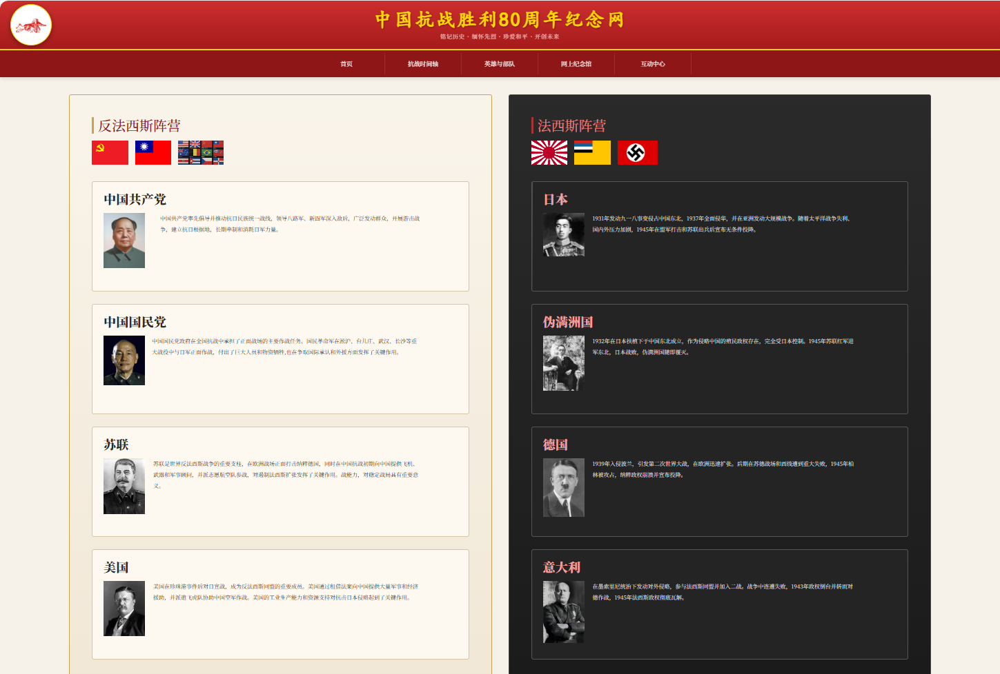 中国抗战胜利80周年纪念网
铭记历史 · 缅怀先烈 · 珍爱和平 · 开创未来
首页
抗战时间轴
英雄与部队
网上纪念馆
互动中心
反法西斯阵营
中国共产党
中国共产党率先倡导并推动抗日民族统一战线，领导八路军、新四军深入敌后，广泛发动群众，开展游击战
争，建立抗日根据地，长期牵制和消耗日军力量。
中国国民党
中国国民党政府在全国抗战中承担了正面战场的主要作战任务。国民革命军在淞沪、台儿庄、武汉、长沙等重
大战役中与日军正面作战，付出了巨大人员和物资牺牲,也在争取国际承认和外援方面发挥了关键作用。
苏联
苏联是世界反法西斯战争的重要支柱，在欧洲战场正面打击纳粹德国，同时在中国抗战初期向中国提供飞机、
武器和军事顾问，并派志愿航空队参战，对遏制法西斯扩张发挥了关键作用。战能力，对稳定战局具有重要意
义。
美国
美国在珍珠港事件后对日宣战，成为反法西斯同盟的重要成员。美国通过租借法案向中国提供大量军事和经济
援助，并派遣飞虎队协助中国空军作战。美国的工业生产能力和资源支持对抗击日本侵略起到了关键作用。
法西斯阵营
日本
1931年发动九一八事变侵占中国东北，1937年全面侵华，并在亚洲发动大规模战争。随着太平洋战争失利、
国内外压力加剧，1945年在盟军打击和苏联出兵后宣布无条件投降。
伪满洲国
1932年在日本扶植下于中国东北成立，作为侵略中国的殖民政权存在，完全受日本控制。1945年苏联红军进
军东北，日本战败，伪满洲国随即覆灭。
德国
1939年入侵波兰，引发第二次世界大战，在欧洲迅速扩张。后期在苏德战场和西线遭到重大失败，1945年柏
林被攻占，纳粹政权崩溃并宣布投降。
意大利
在墨索里尼统治下发动对外侵略，参与法西斯同盟并加入二战。战争中连遭失败，1943年政权倒台并转而对
德作战，1945年法西斯政权彻底瓦解。